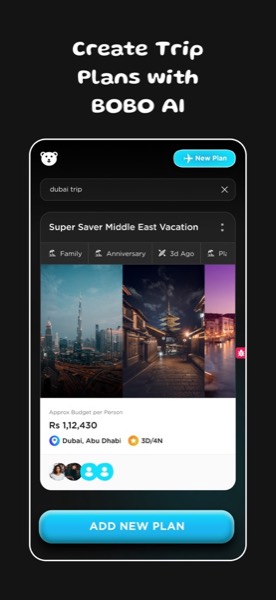 Create Trip
Plans with
BOBO AI
New Plan
dubai trip
Super Saver Middle East Vacation
Family
Anniversary
3d Ago
Approx Budget per Person
Rs 1,12,430
Dubai, Abu Dhabi
3D/4N
ADD NEW PLAN